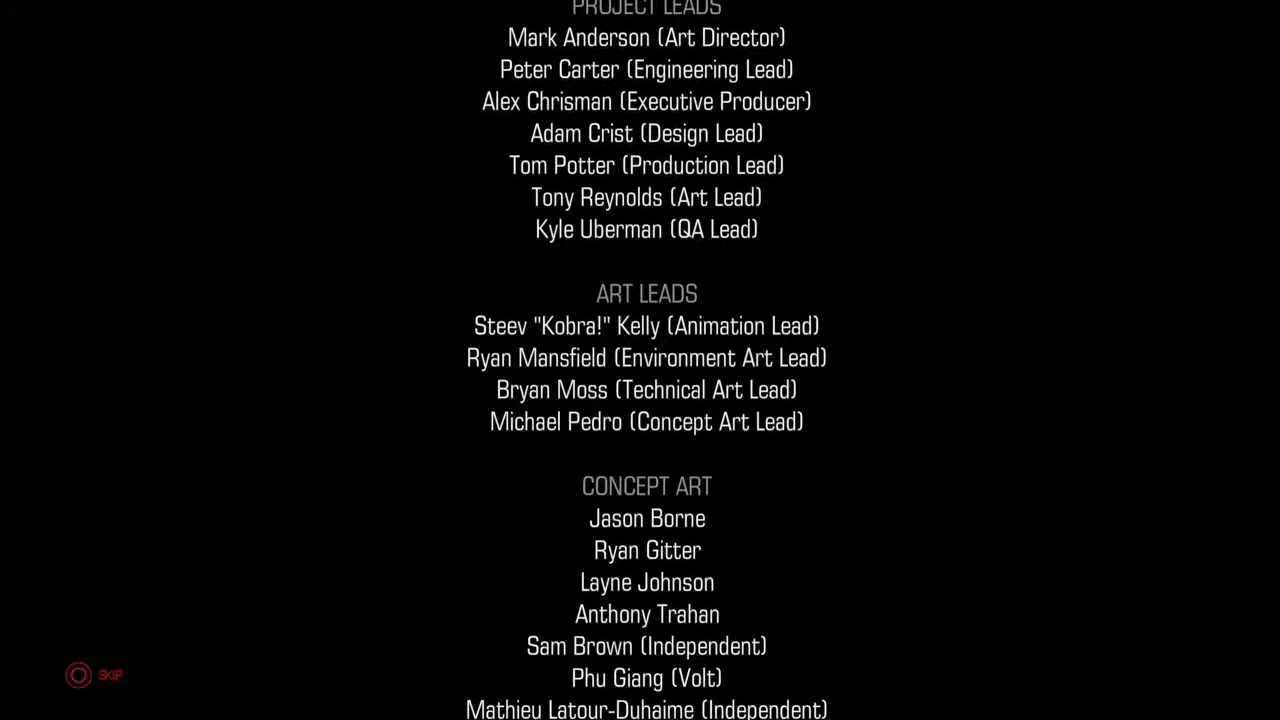 PROJECT LEADS
Mark Anderson (Art Director)
Peter Carter (Engineering Lead)
Alex Chrisman (Executive Producer)
Adam Crist (Design Lead)
Tom Potter (Production Lead)
Tony Reynolds (Art Lead)
Kyle Uberman (QA Lead)
ART LEADS
Steev "Kobra!" Kelly (Animation Lead)
Ryan Mansfield (Environment Art Lead)
Bryan Moss (Technical Art Lead)
Michael Pedro (Concept Art Lead)
CONCEPT ART
Jason Borne
Ryan Gitter
Layne Johnson
Anthony Trahan
Sam Brown (Independent)
Phu Giang (Volt)
Mathieu Latour-Duhaime (Independent)
SKIP